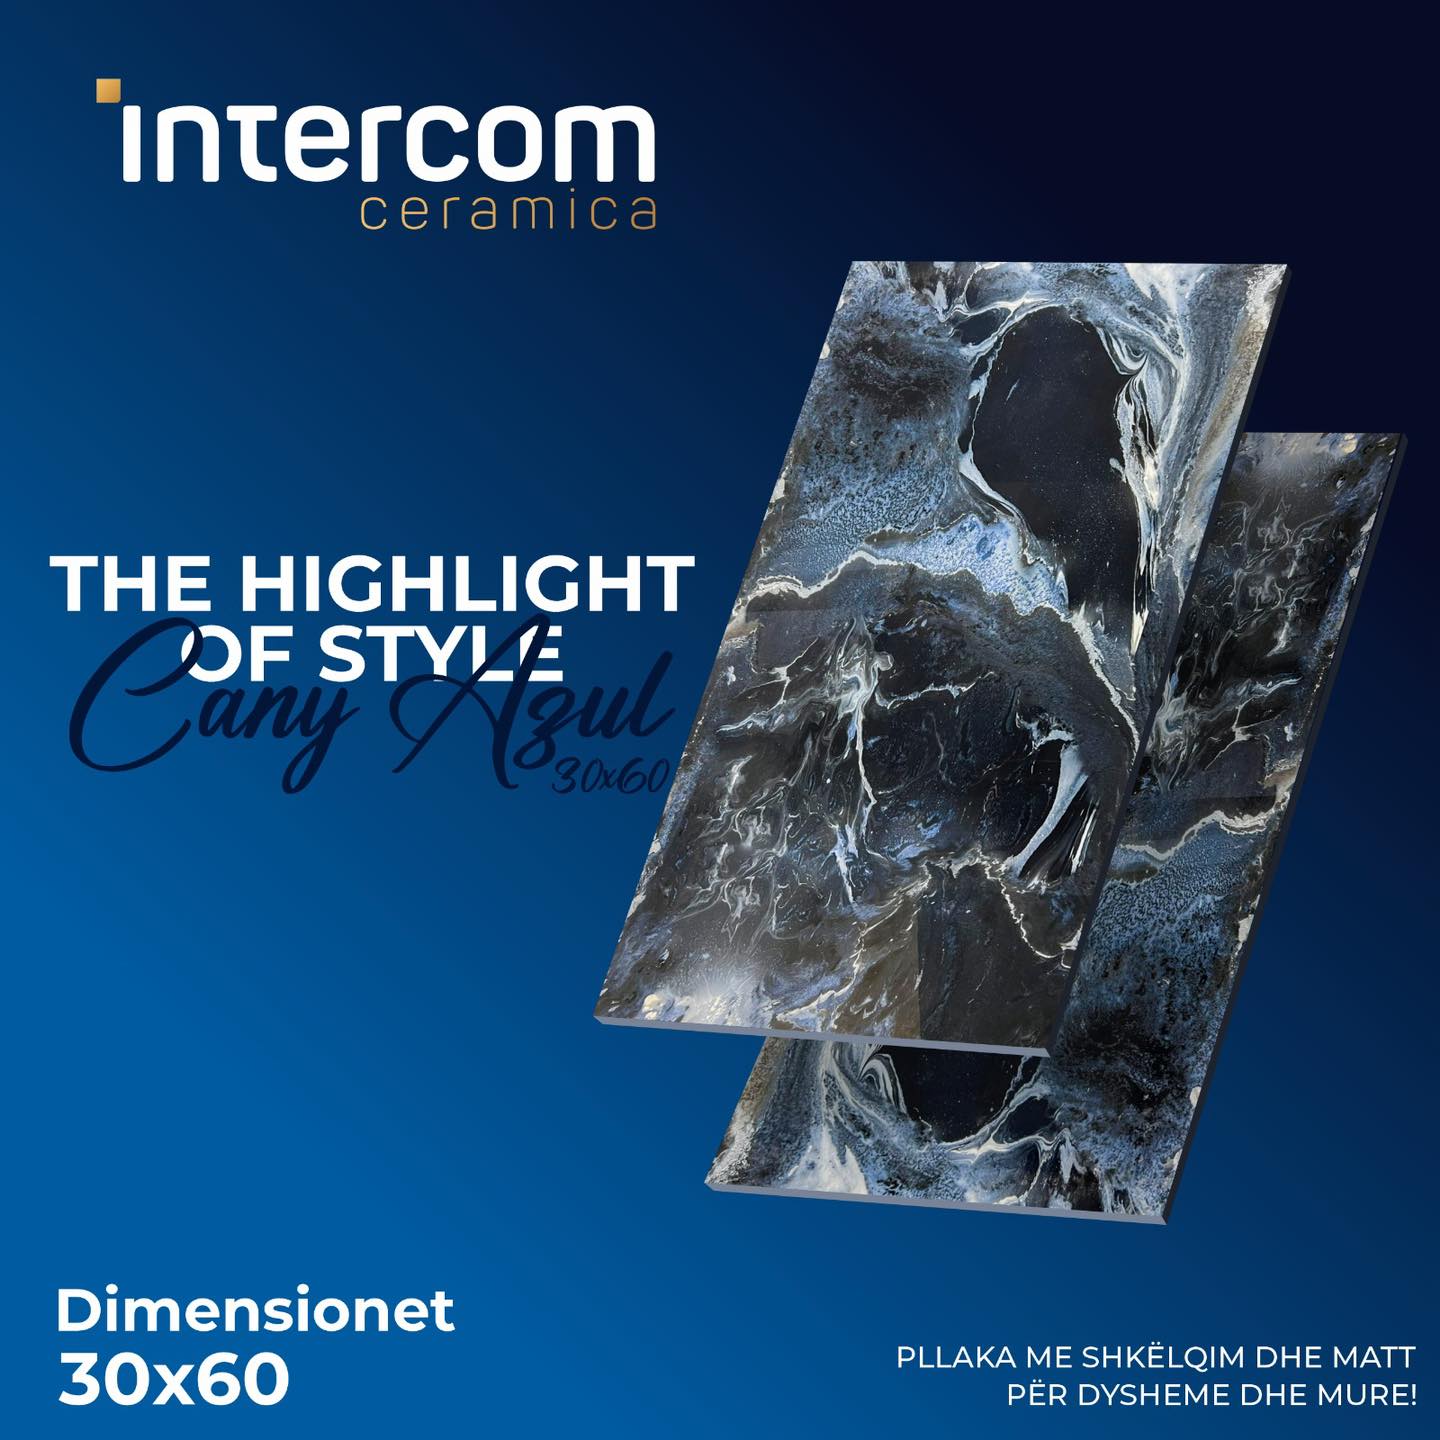 intercom
ceramica
THE HIGHLIGHT
OF STYLE
Cany Azul
30x60
Dimensionet
30x60
PLLAKA ME SHKËLQIM DHE MATT
PËR DYSHEME DHE MURE!